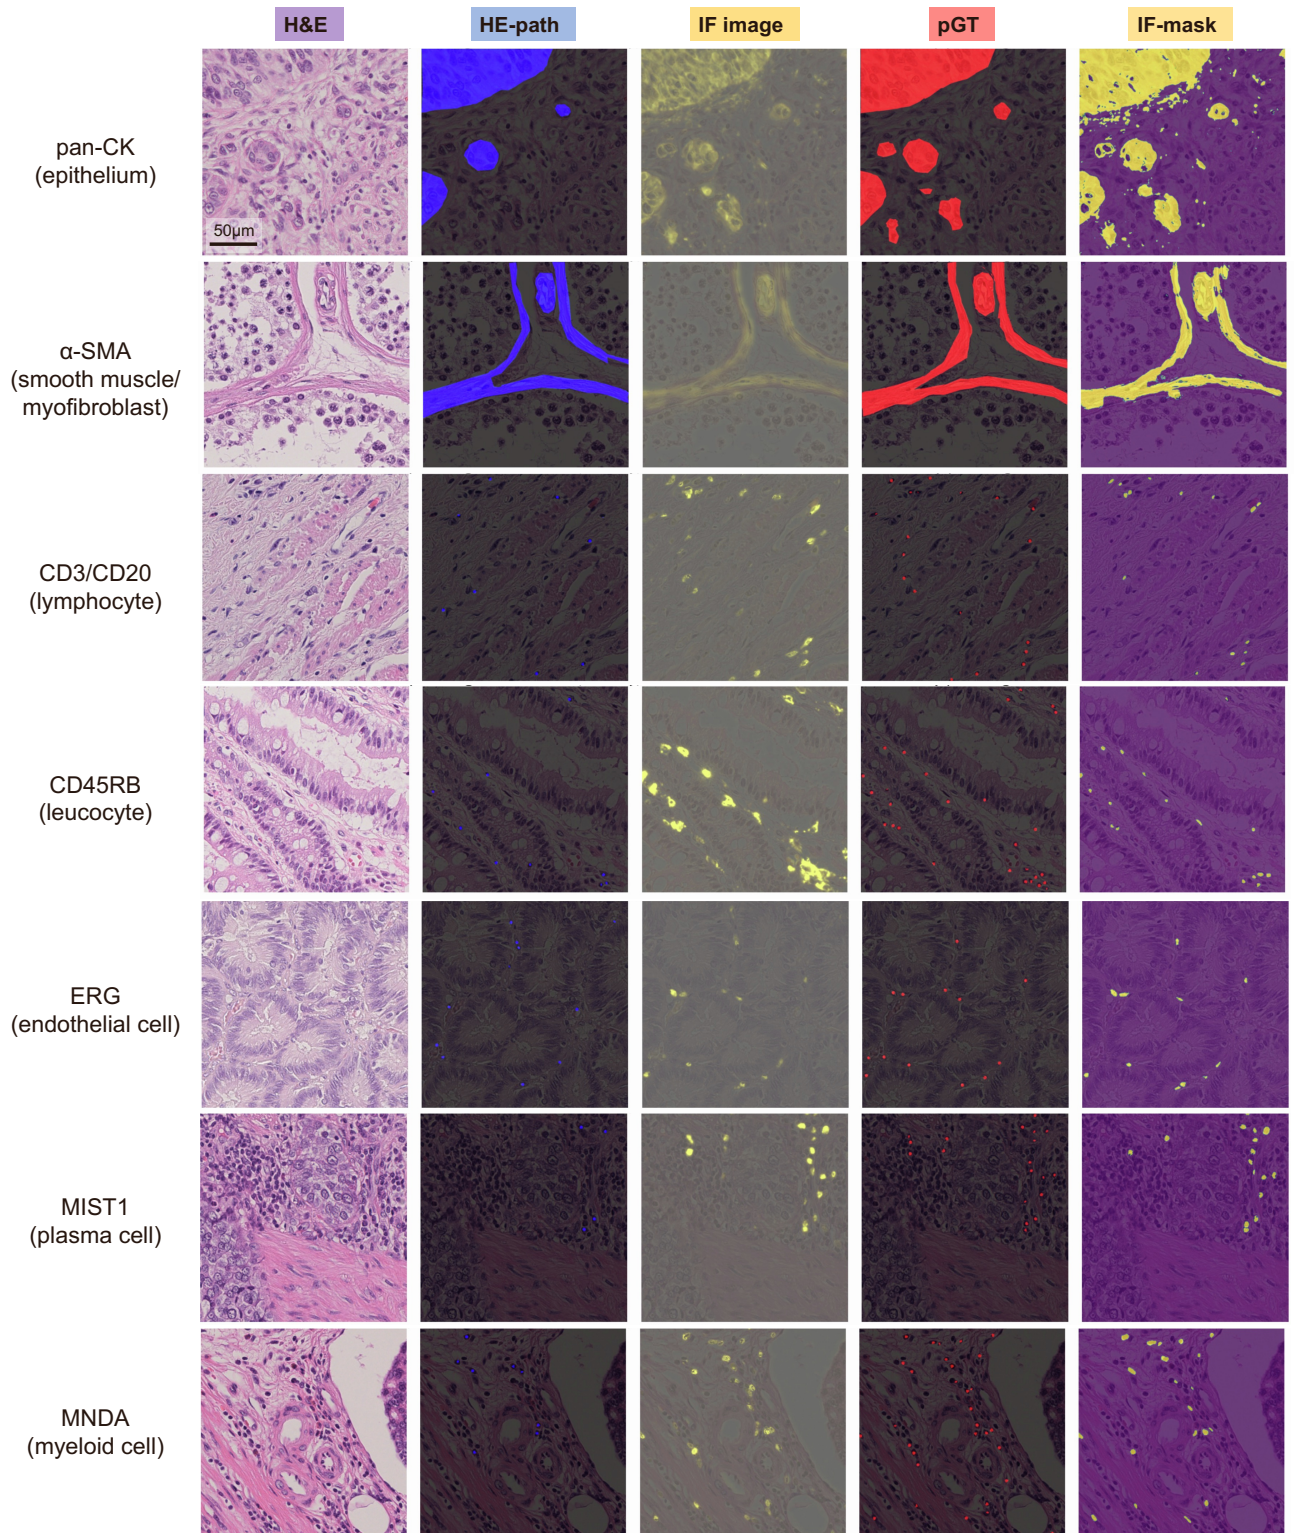 H&E
HE-path
IF image
pGT
IF-mask
pan-CK
(epithelium)
50μm
α-SMA
(smooth muscle/
myofibroblast)
CD3/CD20
(lymphocyte)
CD45RB
(leucocyte)
ERG
(endothelial cell)
MIST1
(plasma cell)
MNDA
(myeloid cell)